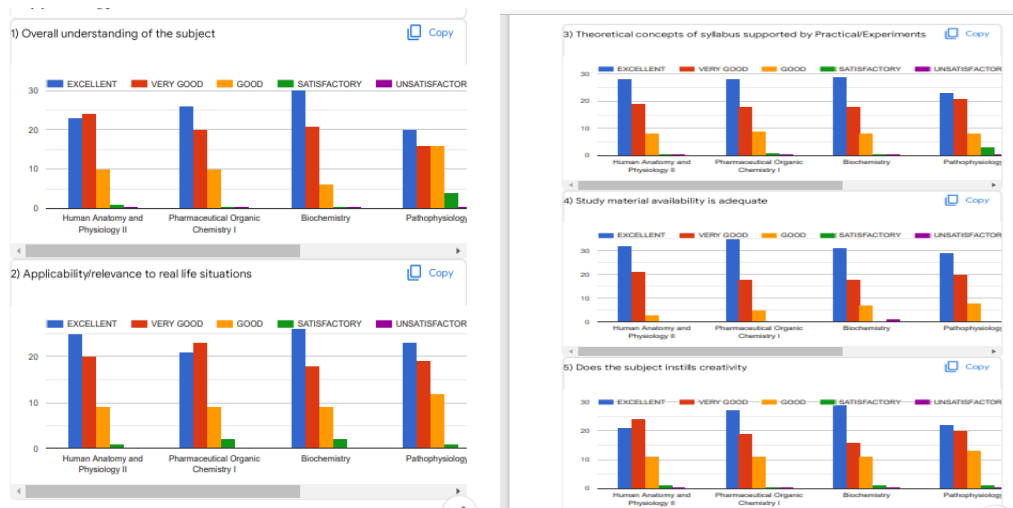 1) Overall understanding of the subject
Copy
EXCELLENT VERY GOOD GOOD SATISFACTORY UNSATISFACTOR
30
20
10
0
Human Anatomy and Physiology II
Pharmaceutical Organic Chemistry I
Biochemistry
Pathophysiology
2) Applicability/relevance to real life situations
Copy
EXCELLENT VERY GOOD GOOD SATISFACTORY UNSATISFACTOR
20
10
0
Human Anatomy and Physiology II
Pharmaceutical Organic Chemistry I
Biochemistry
Pathophysiology
3) Theoretical concepts of syllabus supported by Practical/Experiments
Copy
EXCELLENT VERY GOOD GOOD SATISFACTORY UNSATISFACTOR
30
20
10
0
Human Anatomy and Physiology II
Pharmaceutical Organic Chemistry I
Biochemistry
Pathophysiology
4) Study material availability is adequate
Copy
EXCELLENT VERY GOOD GOOD SATISFACTORY UNSATISFACTOR
30
20
10
0
Human Anatomy and Physiology II
Pharmaceutical Organic Chemistry I
Biochemistry
Pathophysiology
5) Does the subject instills creativity
Copy
EXCELLENT VERY GOOD GOOD SATISFACTORY UNSATISFACTOR
30
20
10
0
Human Anatomy and Physiology II
Pharmaceutical Organic Chemistry I
Biochemistry
Pathophysiology